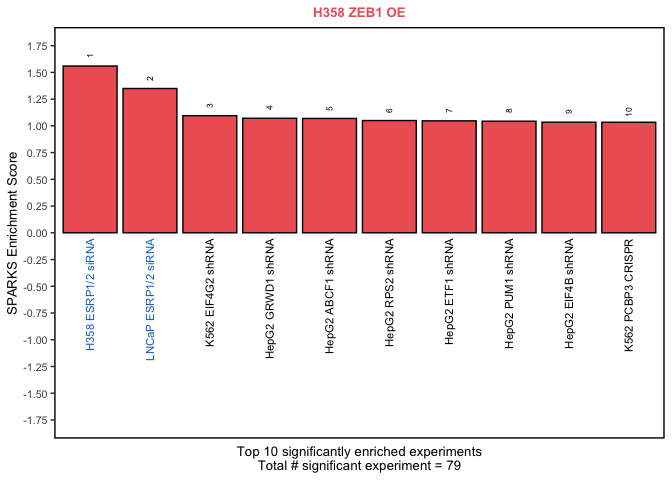 H358 ZEB1 OE
SPARKS Enrichment Score
1.75
1.50
1.25
1.00
0.75
0.50
0.25
0.00
-0.25
-0.50
-0.75
-1.00
-1.25
-1.50
-1.75
1
2
3
4
5
6
7
8
9
10
H358 ESRP1/2 siRNA
LNCaP ESRP1/2 siRNA
K562 EIF4G2 shRNA
HepG2 GRWD1 shRNA
HepG2 ABCF1 shRNA
HepG2 RPS2 shRNA
HepG2 ETF1 shRNA
HepG2 PUM1 shRNA
HepG2 EIF4B shRNA
K562 PCBP3 CRISPR
Top 10 significantly enriched experiments
Total # significant experiment = 79